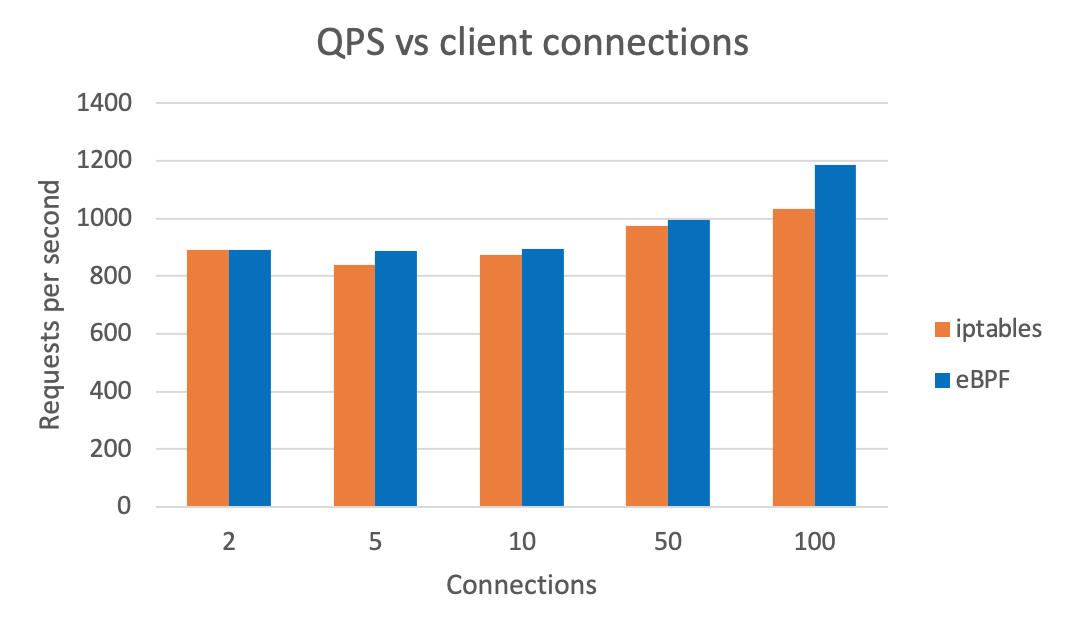 QPS vs client connections
Requests per second
1400
1200
1000
800
600
400
200
0
2 5 10 50 100
Connections
iptables
eBPF